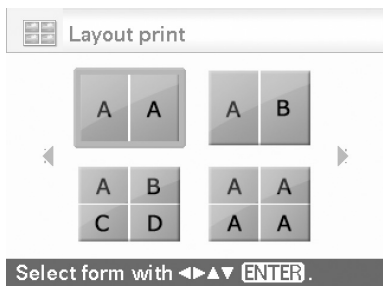 Layout print
A A A B
A B A A
C D A A
Select form with ◄►▲▼ ENTER.